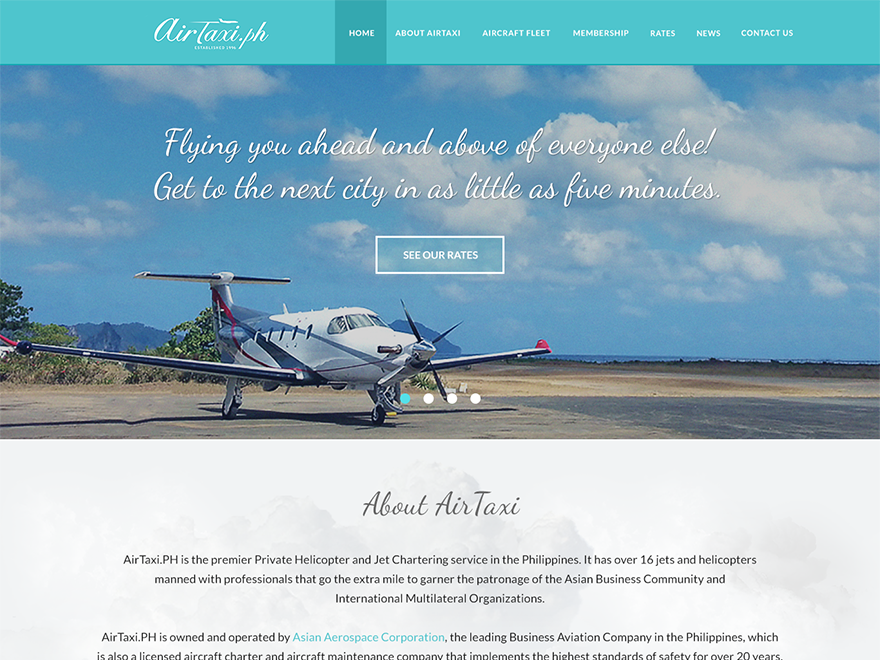 AirTaxi.ph
ESTABLISHED 1996
HOME
ABOUT AIRTAXI
AIRCRAFT FLEET
MEMBERSHIP
RATES
NEWS
CONTACT US
Flying you ahead and above of everyone else!
Get to the next city in as little as five minutes.
SEE OUR RATES
About AirTaxi
AirTaxi.PH is the premier Private Helicopter and Jet Chartering service in the Philippines. It has over 16 jets and helicopters
manned with professionals that go the extra mile to garner the patronage of the Asian Business Community and
International Multilateral Organizations.
AirTaxi.PH is owned and operated by Asian Aerospace Corporation, the leading Business Aviation Company in the Philippines, which
is also a licensed aircraft charter and aircraft maintenance company that implements the highest standards of safety for over 20 years.